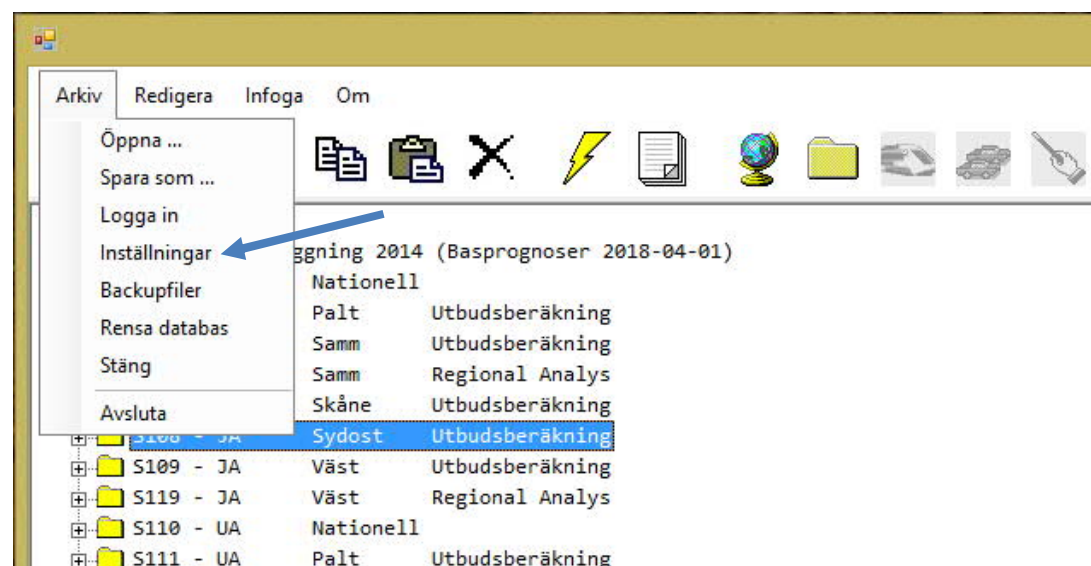 Arkiv Redigera Infoga Om
Öppna ...
Spara som ...
Logga in
Inställningar
Backupfiler
Rensa databas
Stäng
Avsluta
ggning 2014 (Basprognoser 2018-04-01)
Nationell
Palt Utbudsberäkning
Samm Utbudsberäkning
Samm Regional Analys
Skåne Utbudsberäkning
S108 - JA Sydost Utbudsberäkning
S109 - JA Väst Utbudsberäkning
S119 - JA Väst Regional Analys
S110 - UA Nationell
S111 - UA Palt Utbudsberäkning